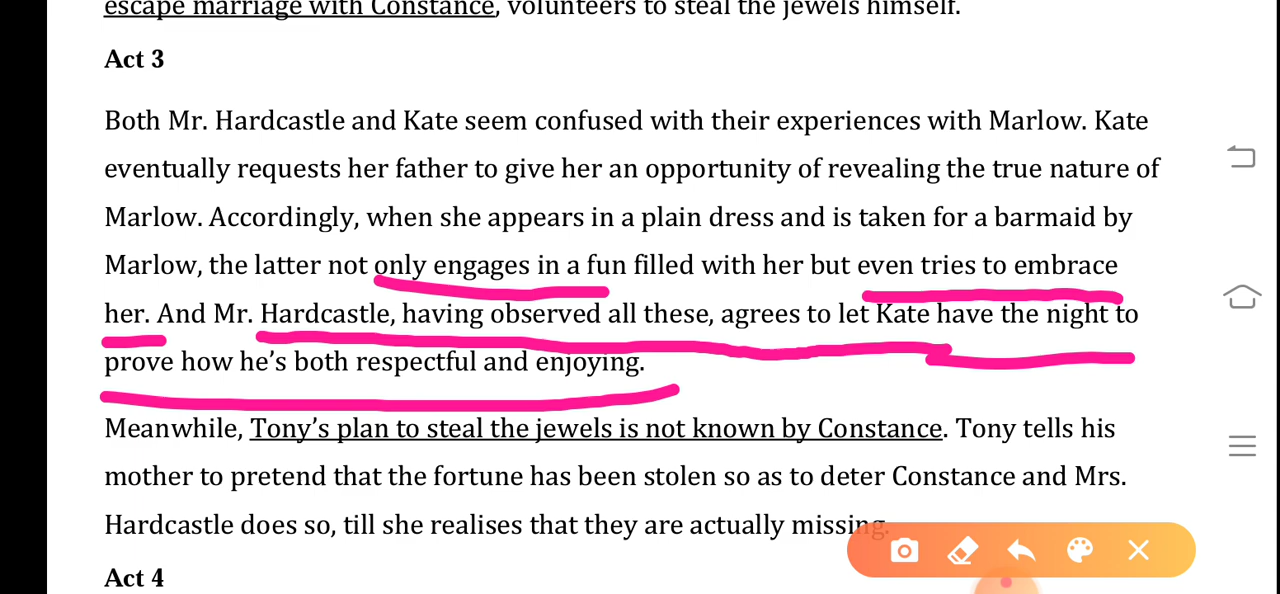 escape marriage with Constance, volunteers to steal the jewels himself.
Act 3
Both Mr. Hardcastle and Kate seem confused with their experiences with Marlow. Kate
eventually requests her father to give her an opportunity of revealing the true nature of
Marlow. Accordingly, when she appears in a plain dress and is taken for a barmaid by
Marlow, the latter not only engages in a fun filled with her but even tries to embrace
her. And Mr. Hardcastle, having observed all these, agrees to let Kate have the night to
prove how he’s both respectful and enjoying.
Meanwhile, Tony’s plan to steal the jewels is not known by Constance. Tony tells his
mother to pretend that the fortune has been stolen so as to deter Constance and Mrs.
Hardcastle does so, till she realises that they are actually missing.
Act 4